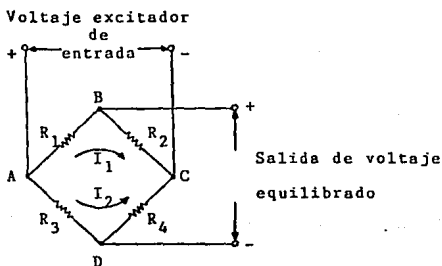 Voltaje excitador
de
entrada
+ -
B
+
R1 R2
I1
A C
Salida de voltaje
I2
equilibrado
R3 R4
-
D